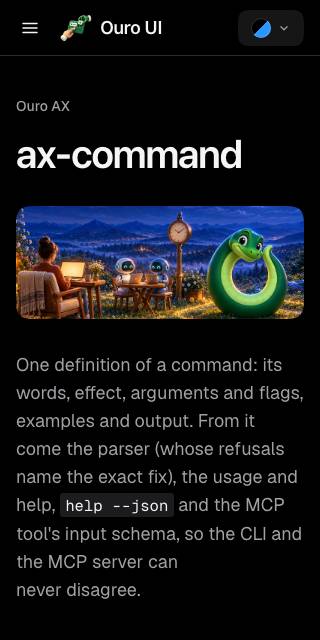 Ouro UI
Ouro AX
ax-command
One definition of a command: its
words, effect, arguments and flags,
examples and output. From it
come the parser (whose refusals
name the exact fix), the usage and
help, help --json and the MCP
tool's input schema, so the CLI and
the MCP server can
never disagree.